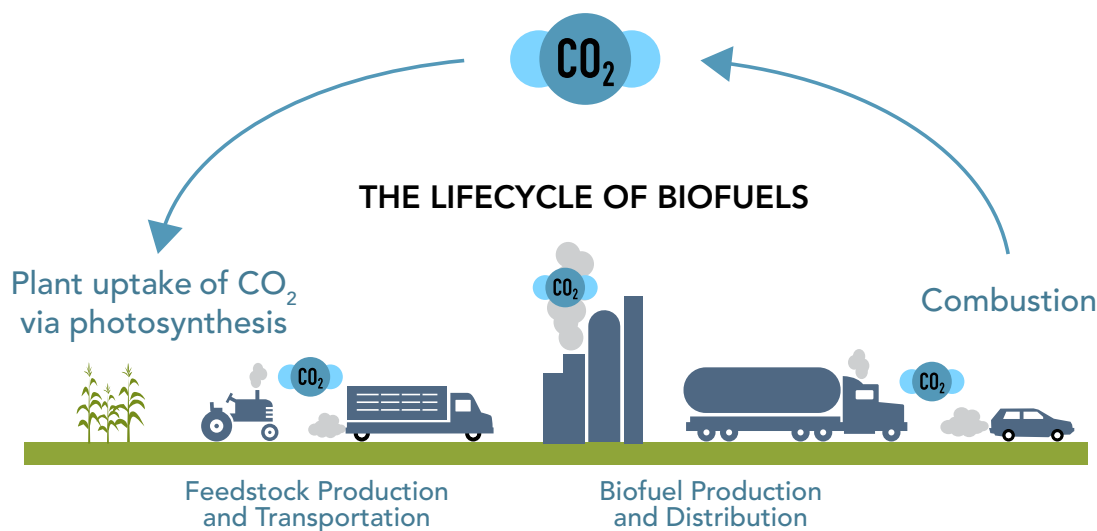 CO₂
THE LIFECYCLE OF BIOFUELS
Plant uptake of CO₂
via photosynthesis
CO₂
Combustion
CO₂
CO₂
Feedstock Production
and Transportation
Biofuel Production
and Distribution